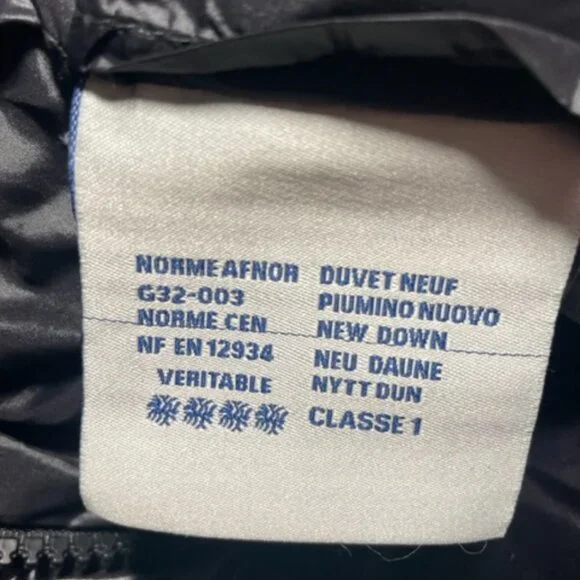 NORME AFNOR
G32-003
NORME CEN
NF EN 12934
VERITABLE
DUVET NEUF
PIUMINO NUOVO
NEW DOWN
NEU DAUNE
NYTT DUN
CLASSE 1